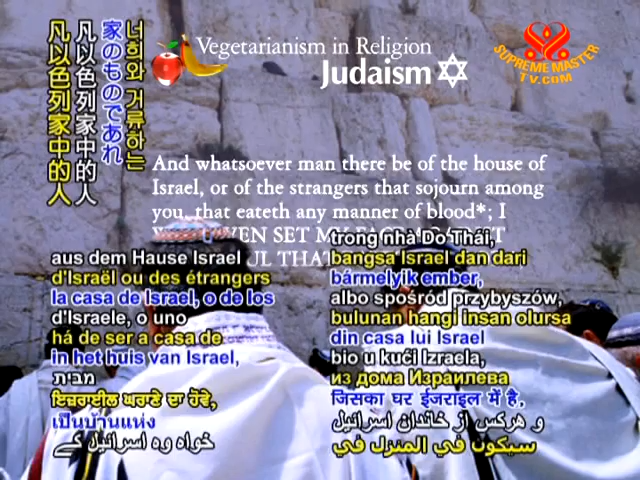 Vegetarianism in Religion
Judaism
SUPREME MASTER
TV.COM
凡以色列家中的人
凡以色列家中的人
家のものであれ
너희와 거류하는
And whatsoever man there be of the house of
Israel, or of the strangers that sojourn among
you, that eateth any manner of blood*; I
EVEN SET MY
THAT
aus dem Hause Israel
d'Israël ou des étrangers
la casa de Israel, o de los
d'Israele, o uno
há de ser a casa de
in het huis van Israel,
מבית
ਇਜ਼ਰਾਈਲ ਘਰਾਣੇ ਦਾ ਹੋਵੇ,
เป็นบ้านแห่ง
خواه وه اسرائیل کے
trong nhà Do Thái,
bangsa Israel dan dari
bármelyik ember,
albo spośród przybyszów,
bulunan hangi insan olursa
din casa lui Israel
bio u kući Izraela,
из дома Израилева
जिसका घर ईजराइल में है,
و هرکس از خاندان اسرائیل
سيكون في المنزل في